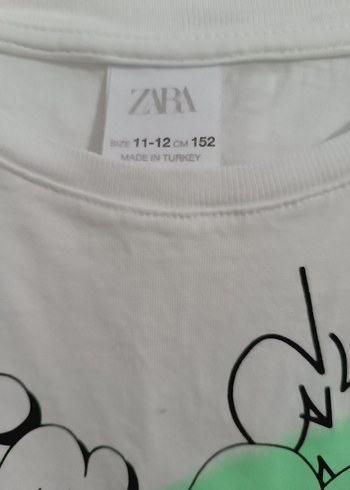 ZARA
SIZE 11-12 CM 152
MADE IN TURKEY